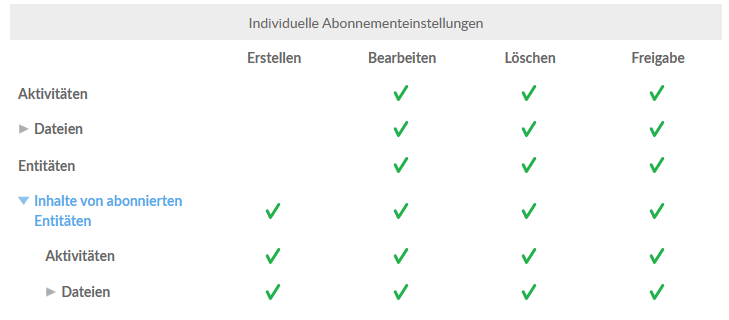 Individuelle Abonnementeinstellungen
Erstellen Bearbeiten Löschen Freigabe
Aktivitäten
Dateien
Entitäten
Inhalte von abonnierten
Entitäten
Aktivitäten
Dateien